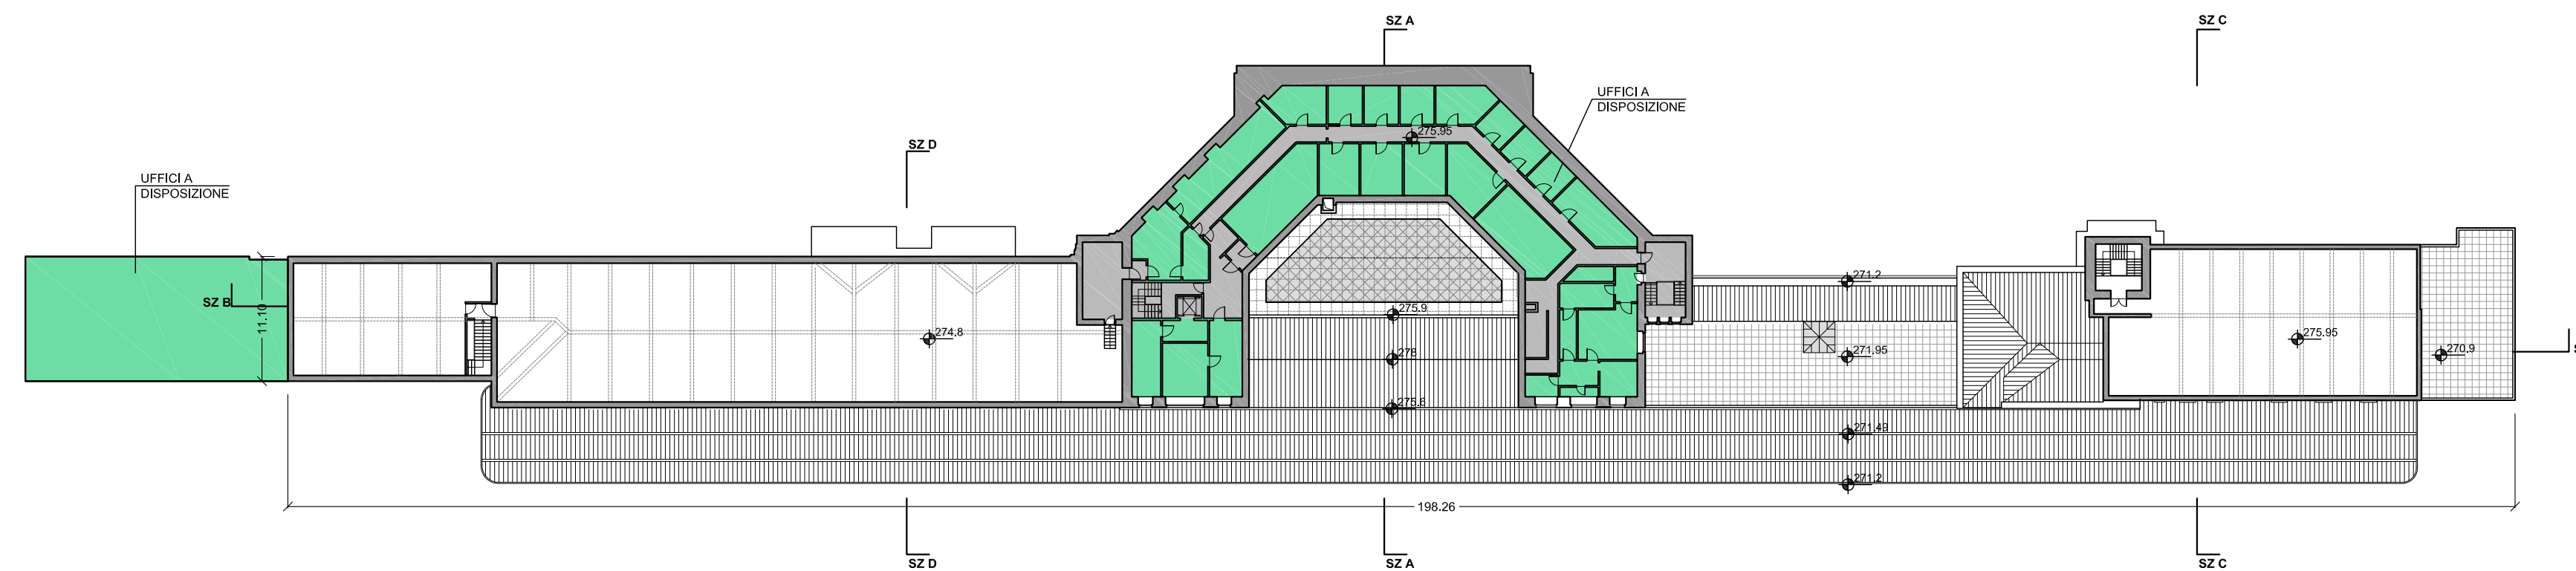 SZ A
SZ C
UFFICI A
DISPOSIZIONE
275.95
SZ D
UFFICI A
DISPOSIZIONE
271.2
SZ B
11.10
275.9
274.8
275.95
278
271.95
270.9
275.6
271.49
271.2
198.26
SZ D
SZ A
SZ C